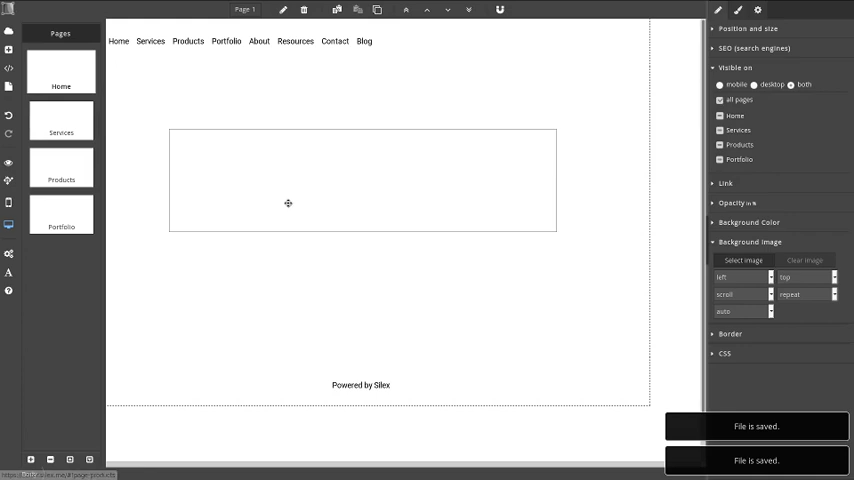 Page 1
Pages
Home
Services
Products
Portfolio
Home Services Products Portfolio About Resources Contact Blog
Powered by Silex
Position and size
SEO (search engines)
Visible on
mobile desktop both
all pages
Home
Services
Products
Portfolio
Link
Opacity in %
Background Color
Background Image
Select image Clear image
left top
scroll repeat
auto
Border
CSS
File is saved.
File is saved.